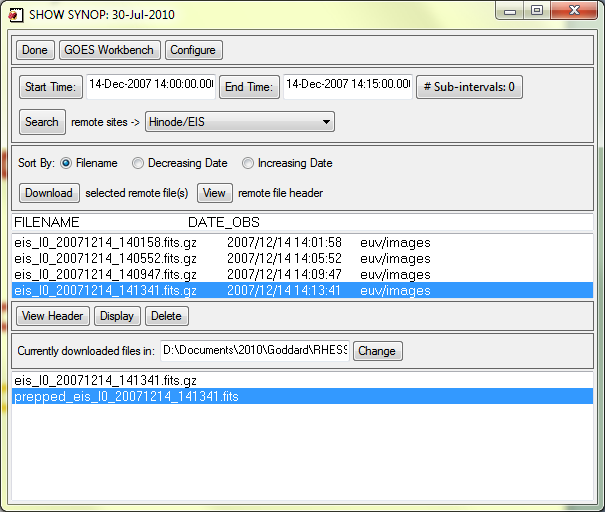 SHOW SYNOP: 30-Jul-2010
Done GOES Workbench Configure
Start Time: 14-Dec-2007 14:00:00.00 End Time: 14-Dec-2007 14:15:00.00 # Sub-intervals: 0
Search remote sites -> Hinode/EIS
Sort By: Filename Decreasing Date Increasing Date
Download selected remote file(s) View remote file header
FILENAME DATE_OBS
eis_l0_20071214_140158.fits.gz 2007/12/14 14:01:58 euv/images
eis_l0_20071214_140552.fits.gz 2007/12/14 14:05:52 euv/images
eis_l0_20071214_140947.fits.gz 2007/12/14 14:09:47 euv/images
eis_l0_20071214_141341.fits.gz 2007/12/14 14:13:41 euv/images
View Header Display Delete
Currently downloaded files in: D:\Documents\2010\Goddard\RHESS Change
eis_l0_20071214_141341.fits.gz
prepped_eis_l0_20071214_141341.fits